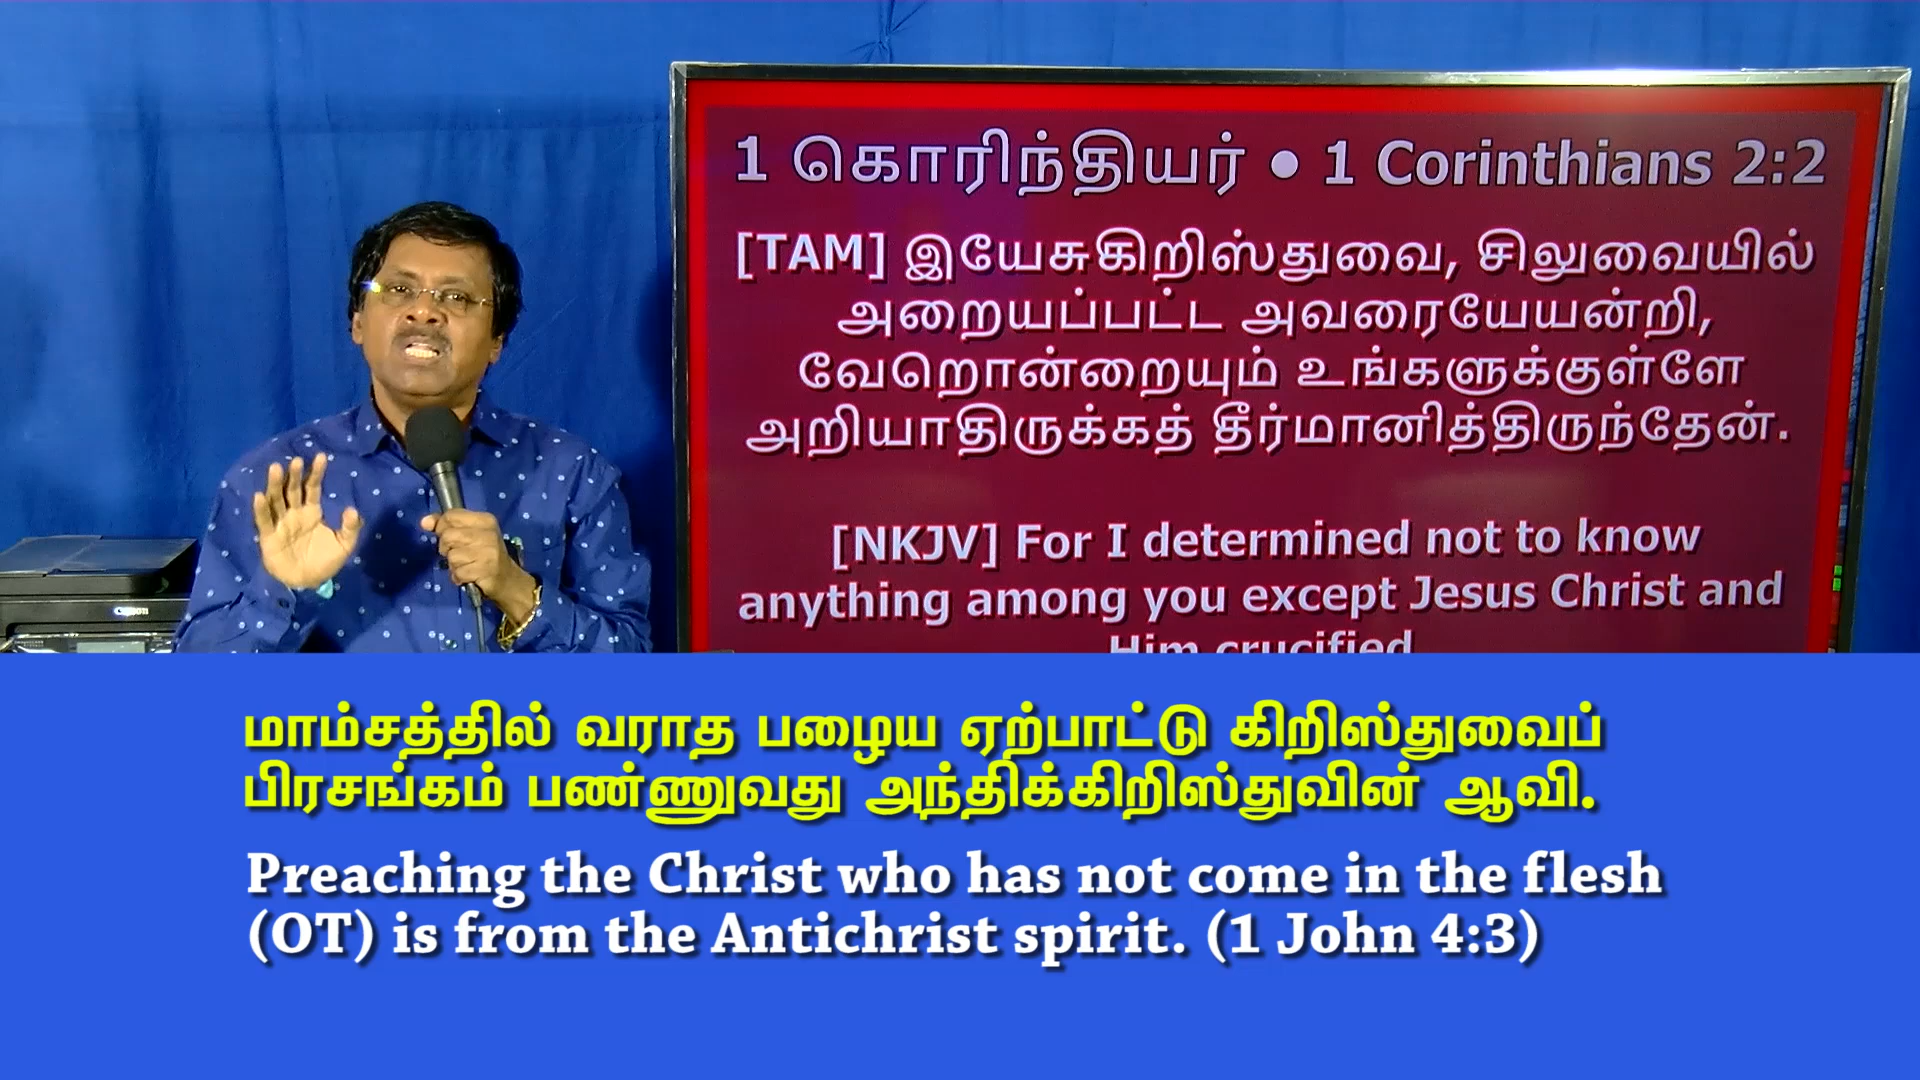 1 கொரிந்தியர் • 1 Corinthians 2:2
[TAM] இயேசுகிறிஸ்துவை, சிலுவையில்
அறையப்பட்ட அவரையேயன்றி,
வேறொன்றையும் உங்களுக்குள்ளே
அறியாதிருக்கத் தீர்மானித்திருந்தேன்.
[NKJV] For I determined not to know
anything among you except Jesus Christ and
Him crucified
Canon
மாம்சத்தில் வராத பழைய ஏற்பாட்டு கிறிஸ்துவைப்
பிரசங்கம் பண்ணுவது அந்திக்கிறிஸ்துவின் ஆவி.
Preaching the Christ who has not come in the flesh
(OT) is from the Antichrist spirit. (1 John 4:3)